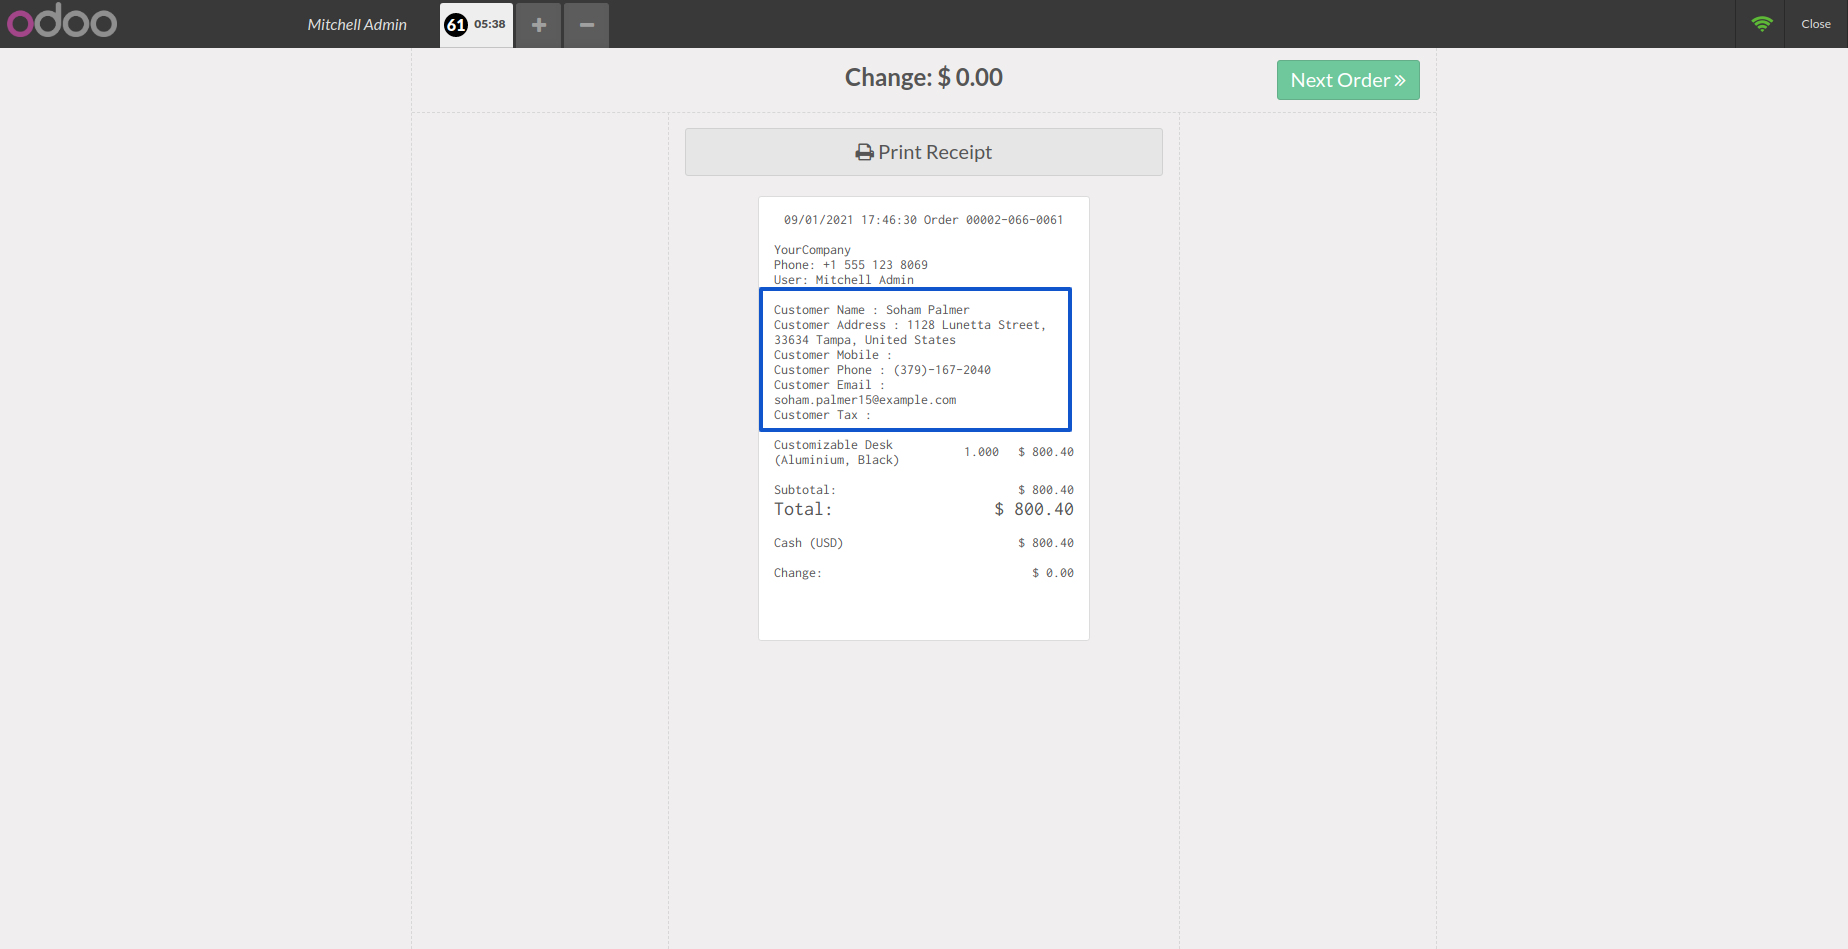 odoo
Mitchell Admin
61 05:38
Close
Change: $ 0.00
Next Order
Print Receipt
09/01/2021 17:46:30 Order 00002-066-0061
YourCompany
Phone: +1 555 123 8069
User: Mitchell Admin
Customer Name : Soham Palmer
Customer Address : 1128 Lunetta Street,
33634 Tampa, United States
Customer Mobile :
Customer Phone : (379)-167-2040
Customer Email :
soham.palmer15@example.com
Customer Tax :
Customizable Desk
(Aluminium, Black) 1.000 $ 800.40
Subtotal: $ 800.40
Total: $ 800.40
Cash (USD) $ 800.40
Change: $ 0.00